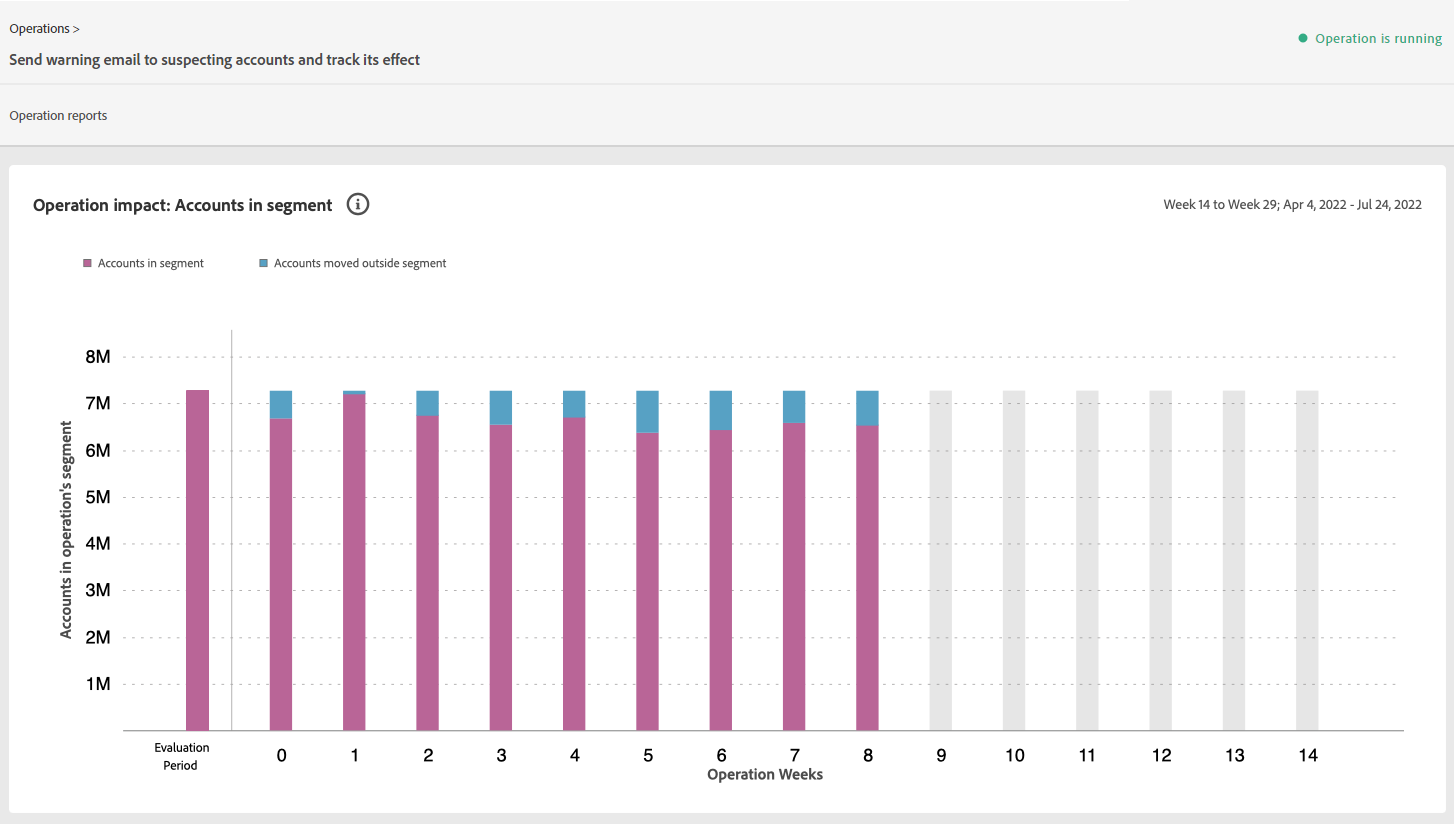 Operations >
Operation is running
Send warning email to suspecting accounts and track its effect
Operation reports
Operation impact: Accounts in segment
Week 14 to Week 29; Apr 4, 2022 - Jul 24, 2022
Accounts in segment
Accounts moved outside segment
Accounts in operation's segment
8M
7M
6M
5M
4M
3M
2M
1M
Evaluation
Period
0 1 2 3 4 5 6 7 8 9 10 11 12 13 14
Operation Weeks